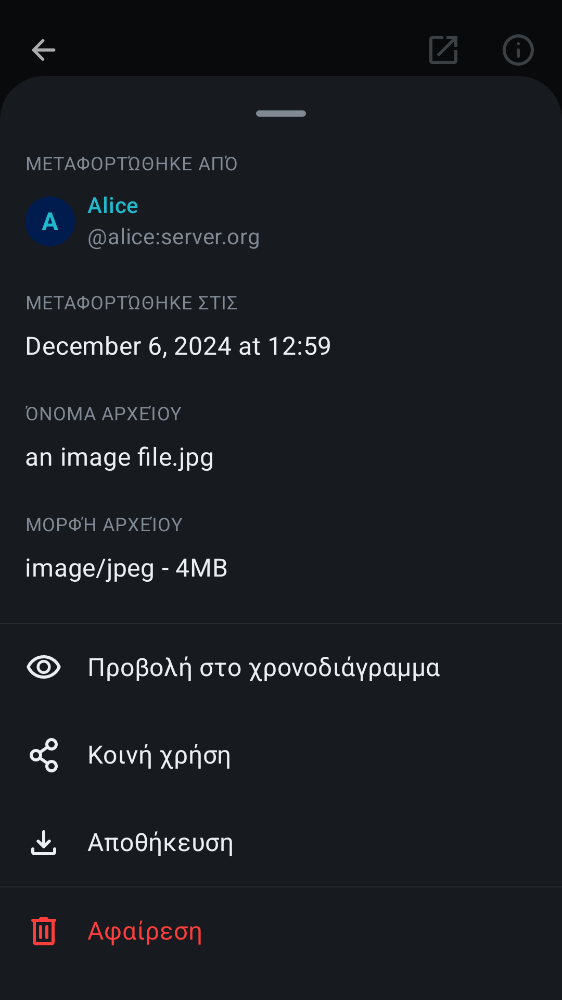 ΜΕΤΑΦΟΡΤΏΘΗΚΕ ΑΠΌ
A
Alice
@alice:server.org
ΜΕΤΑΦΟΡΤΏΘΗΚΕ ΣΤΙΣ
December 6, 2024 at 12:59
ΌΝΟΜΑ ΑΡΧΕΊΟΥ
an image file.jpg
ΜΟΡΦΉ ΑΡΧΕΊΟΥ
image/jpeg - 4MB
Προβολή στο χρονοδιάγραμμα
Κοινή χρήση
Αποθήκευση
Αφαίρεση